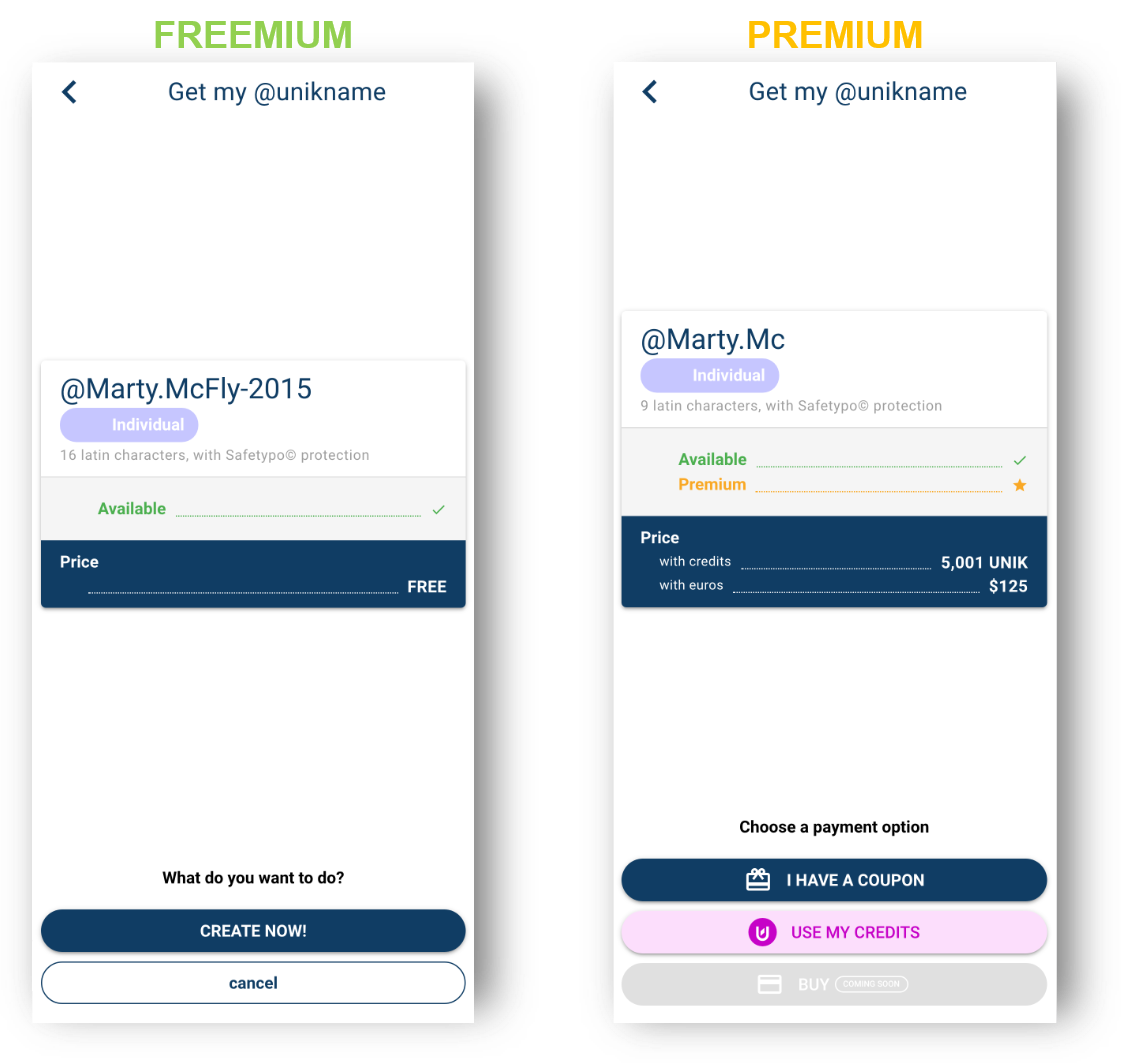 FREEMIUM
Get my @unikname
@Marty.McFly-2015
Individual
16 latin characters, with Safetypo© protection
Available
Price
FREE
What do you want to do?
CREATE NOW!
cancel
PREMIUM
Get my @unikname
@Marty.Mc
Individual
9 latin characters, with Safetypo© protection
Available
Premium
Price
with credits 5,001 UNIK
with euros $125
Choose a payment option
I HAVE A COUPON
USE MY CREDITS
BUY COMING SOON